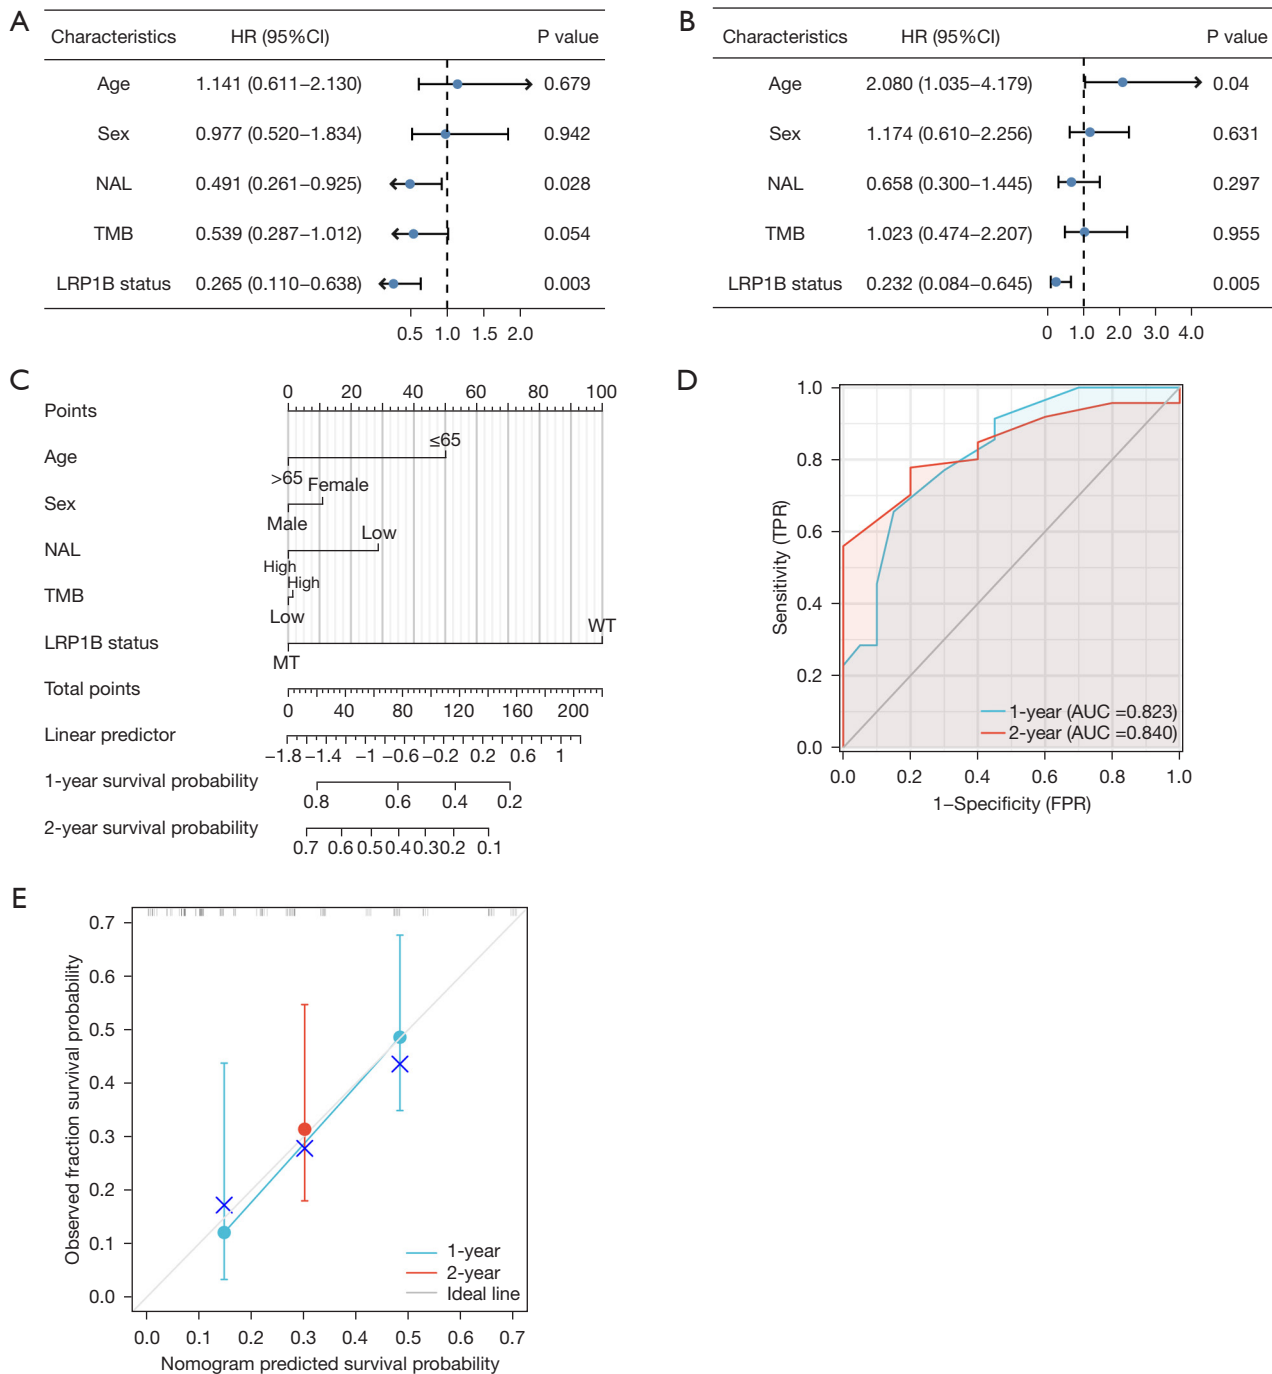 A
Characteristics HR (95%CI) P value
Age 1.141 (0.611–2.130) 0.679
Sex 0.977 (0.520–1.834) 0.942
NAL 0.491 (0.261–0.925) 0.028
TMB 0.539 (0.287–1.012) 0.054
LRP1B status 0.265 (0.110–0.638) 0.003
0.5 1.0 1.5 2.0
B
Characteristics HR (95%CI) P value
Age 2.080 (1.035–4.179) 0.04
Sex 1.174 (0.610–2.256) 0.631
NAL 0.658 (0.300–1.445) 0.297
TMB 1.023 (0.474–2.207) 0.955
LRP1B status 0.232 (0.084–0.645) 0.005
0 1.0 2.0 3.0 4.0
C
0 20 40 60 80 100
Points
≤65
Age
>65
Female
Sex
Male
Low
NAL
High
High
TMB
Low
WT
LRP1B status
MT
Total points
0 40 80 120 160 200
Linear predictor
−1.8 −1.4 −1 −0.6 −0.2 0.2 0.6 1
1-year survival probability
0.8 0.6 0.4 0.2
2-year survival probability
0.7 0.6 0.5 0.4 0.3 0.2 0.1
D
1.0
0.8
0.6
0.4
0.2
0.0
Sensitivity (TPR)
1-year (AUC =0.823)
2-year (AUC =0.840)
0.0 0.2 0.4 0.6 0.8 1.0
1–Specificity (FPR)
E
0.7
0.6
0.5
0.4
0.3
0.2
0.1
0.0
Observed fraction survival probability
1-year
2-year
Ideal line
0.0 0.1 0.2 0.3 0.4 0.5 0.6 0.7
Nomogram predicted survival probability